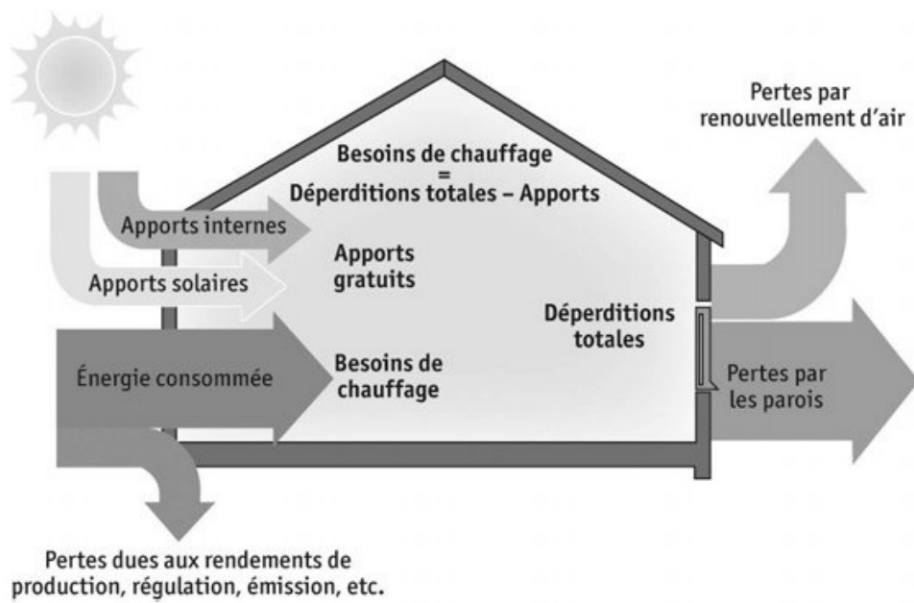 Pertes par
renouvellement d'air
Besoins de chauffage
=
Déperditions totales – Apports
Apports internes
Apports
gratuits
Apports solaires
Déperditions
totales
Énergie consommée
Besoins de
chauffage
Pertes par
les parois
Pertes dues aux rendements de
production, régulation, émission, etc.